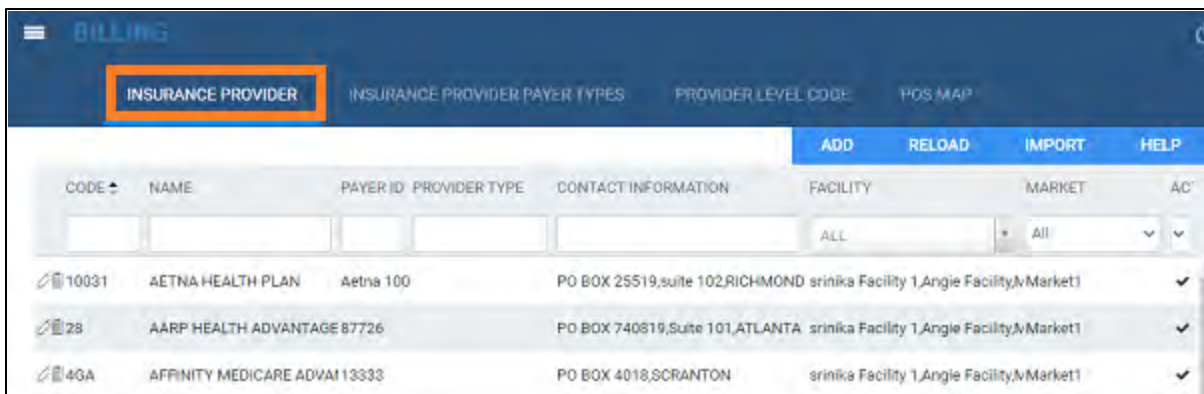 BILLING
INSURANCE PROVIDER INSURANCE PROVIDER PAYER TYPES PROVIDER LEVEL CODE POS MAP
ADD RELOAD IMPORT HELP
CODE NAME PAYER ID PROVIDER TYPE CONTACT INFORMATION FACILITY MARKET AC
ALL All
10031 AETNA HEALTH PLAN Aetna 100 PO BOX 25519,suite 102,RICHMOND srinika Facility 1,Angie Facility,M Market1
28 AARP HEALTH ADVANTAGE 87726 PO BOX 740819,Suite 101,ATLANTA srinika Facility 1,Angie Facility,M Market1
4GA AFFINITY MEDICARE ADVA 13333 PO BOX 4018,SCRANTON srinika Facility 1,Angie Facility,M Market1